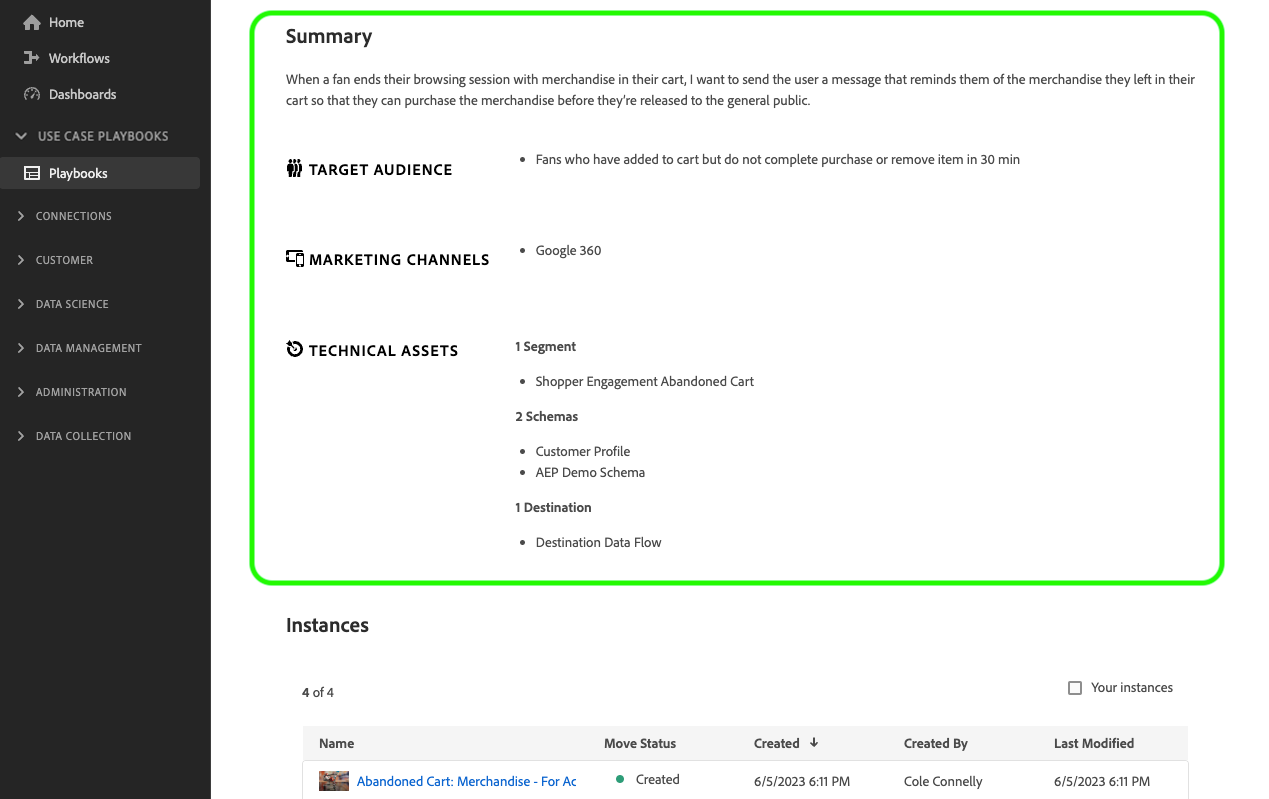 Home
Workflows
Dashboards
USE CASE PLAYBOOKS
Playbooks
CONNECTIONS
CUSTOMER
DATA SCIENCE
DATA MANAGEMENT
ADMINISTRATION
DATA COLLECTION
Summary
When a fan ends their browsing session with merchandise in their cart, I want to send the user a message that reminds them of the merchandise they left in their
cart so that they can purchase the merchandise before they’re released to the general public.
TARGET AUDIENCE
• Fans who have added to cart but do not complete purchase or remove item in 30 min
MARKETING CHANNELS
• Google 360
TECHNICAL ASSETS
1 Segment
• Shopper Engagement Abandoned Cart
2 Schemas
• Customer Profile
• AEP Demo Schema
1 Destination
• Destination Data Flow
Instances
4 of 4
Your instances
Name Move Status Created ↓ Created By Last Modified
Abandoned Cart: Merchandise - For Ac Created 6/5/2023 6:11 PM Cole Connelly 6/5/2023 6:11 PM